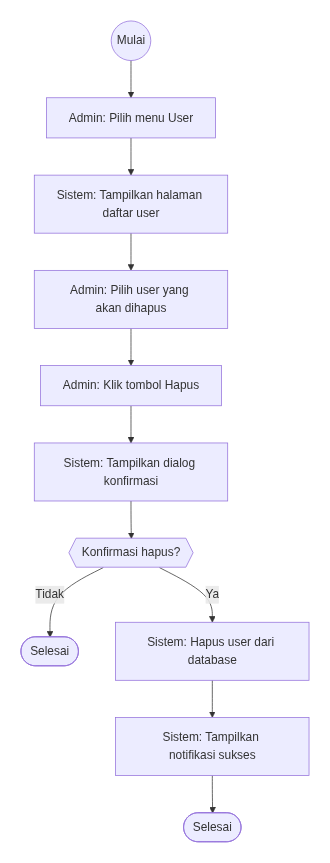 Mulai
Admin: Pilih menu User
Sistem: Tampilkan halaman
daftar user
Admin: Pilih user yang
akan dihapus
Admin: Klik tombol Hapus
Sistem: Tampilkan dialog
konfirmasi
Konfirmasi hapus?
Tidak
Ya
Selesai
Sistem: Hapus user dari
database
Sistem: Tampilkan
notifikasi sukses
Selesai